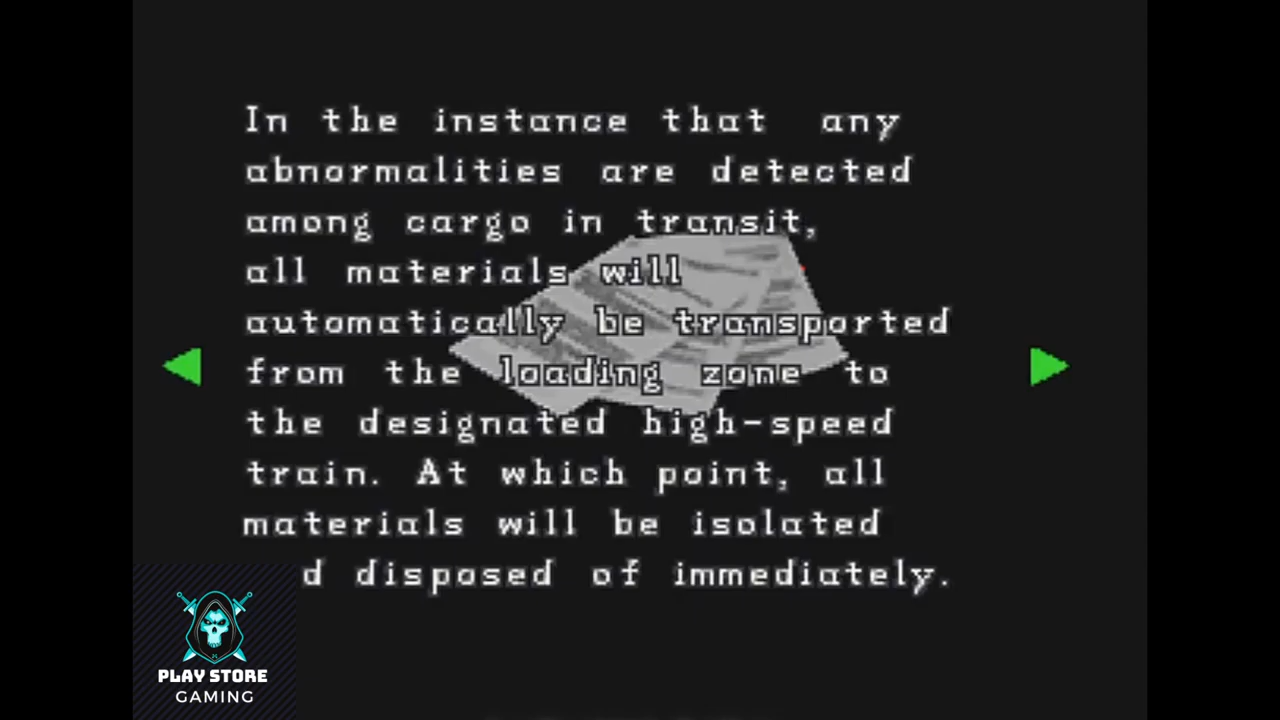 In the instance that any
abnormalities are detected
among cargo in transit,
all materials will
automatically be transported
from the loading zone to
the designated high-speed
train. At which point, all
materials will be isolated
d disposed of immediately.
PLAY STORE
GAMING